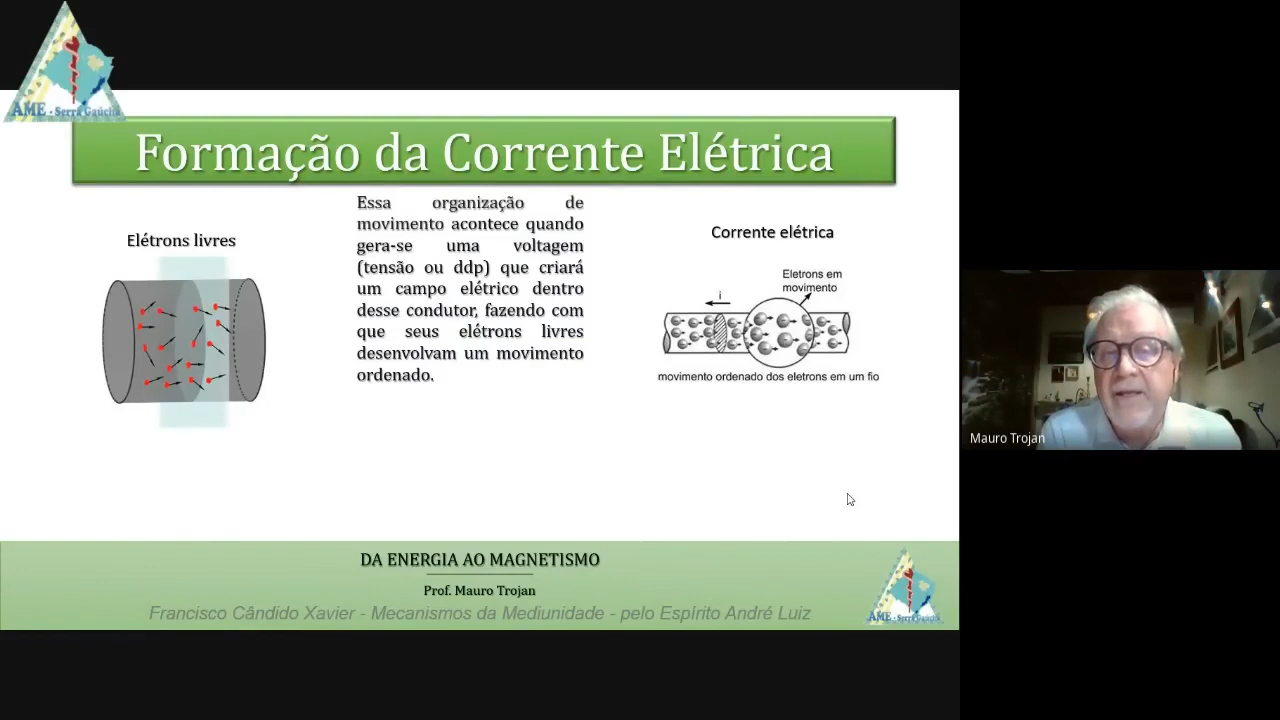 AME - Serra Gaúcha
Formação da Corrente Elétrica
Elétrons livres
Essa organização de
movimento acontece quando
gera-se uma voltagem
(tensão ou ddp) que criará
um campo elétrico dentro
desse condutor, fazendo com
que seus elétrons livres
desenvolvam um movimento
ordenado.
Corrente elétrica
Eletrons em
movimento
i
movimento ordenado dos eletrons em um fio
Mauro Trojan
DA ENERGIA AO MAGNETISMO
Prof. Mauro Trojan
Francisco Cândido Xavier - Mecanismos da Mediunidade - pelo Espírito André Luiz
AME - Serra Gaúcha